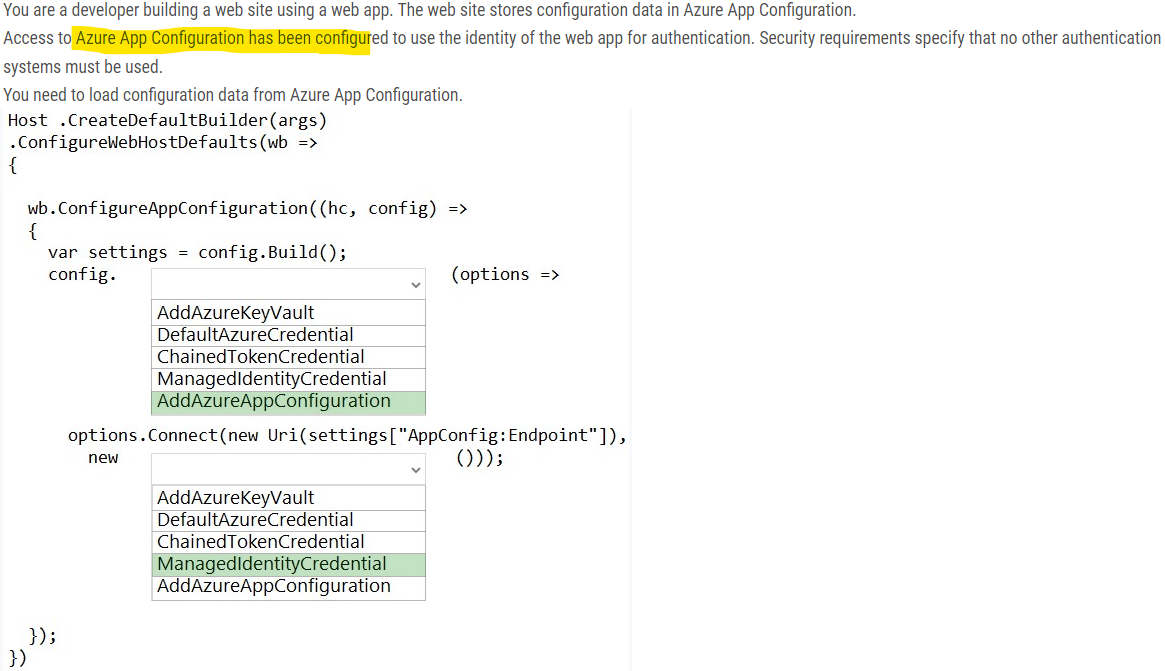 You are a developer building a web site using a web app. The web site stores configuration data in Azure App Configuration.
Access to Azure App Configuration has been configured to use the identity of the web app for authentication. Security requirements specify that no other authentication
systems must be used.
You need to load configuration data from Azure App Configuration.
Host .CreateDefaultBuilder(args)
.ConfigureWebHostDefaults(wb =>
{
wb.ConfigureAppConfiguration((hc, config) =>
{
var settings = config.Build();
config. (options =>
AddAzureKeyVault
DefaultAzureCredential
ChainedTokenCredential
ManagedIdentityCredential
AddAzureAppConfiguration
options.Connect(new Uri(settings["AppConfig:Endpoint"]),
new ()));
AddAzureKeyVault
DefaultAzureCredential
ChainedTokenCredential
ManagedIdentityCredential
AddAzureAppConfiguration
});
})